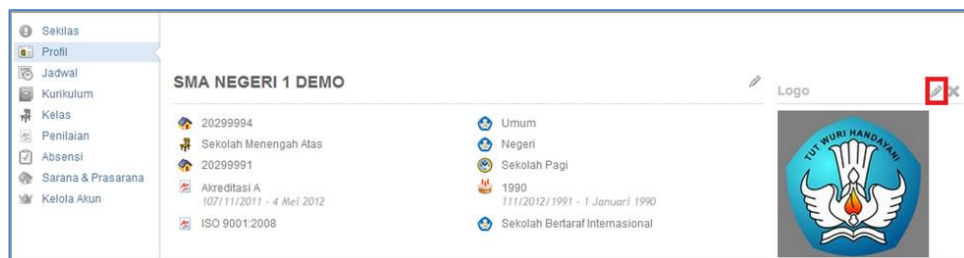 Sekilas
Profil
Jadwal
Kurikulum
Kelas
Penilaian
Absensi
Sarana & Prasarana
Kelola Akun
SMA NEGERI 1 DEMO
20299994
Sekolah Menengah Atas
20299991
Akreditasi A
107/11/2011 - 4 Mei 2012
ISO 9001:2008
Umum
Negeri
Sekolah Pagi
1990
111/2012/1991 - 1 Januari 1990
Sekolah Bertaraf Internasional
Logo
TUT WURI HANDAYANI